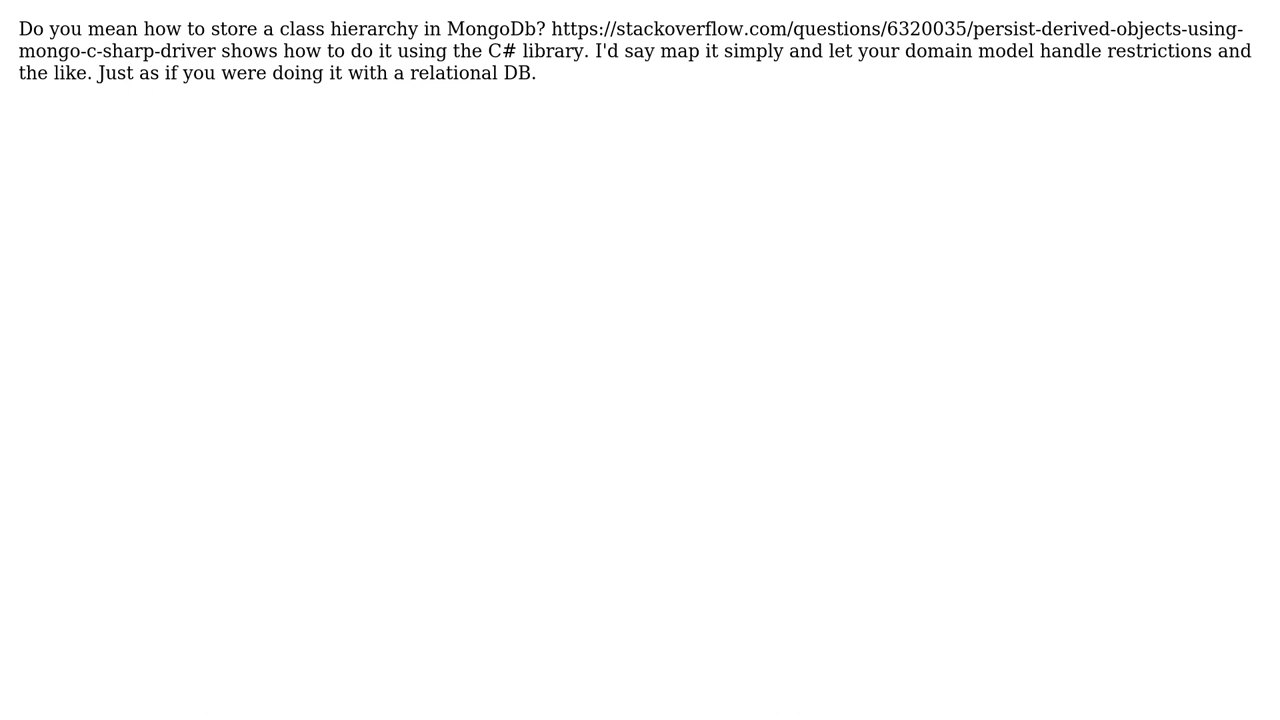 Do you mean how to store a class hierarchy in MongoDb? https://stackoverflow.com/questions/6320035/persist-derived-objects-using-
mongo-c-sharp-driver shows how to do it using the C# library. I'd say map it simply and let your domain model handle restrictions and
the like. Just as if you were doing it with a relational DB.